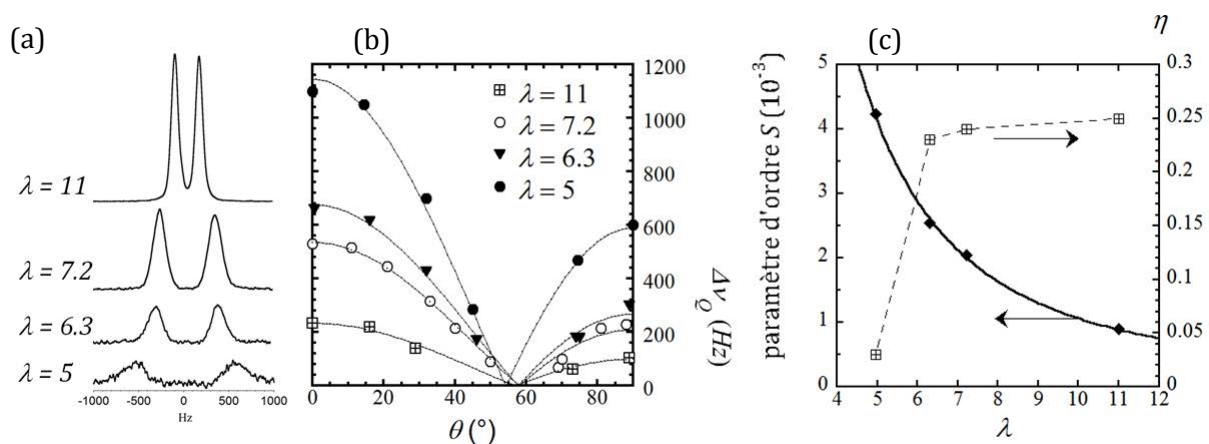 (a)
λ = 11
λ = 7.2
λ = 6.3
λ = 5
-1000 -500 0 500 1000
Hz
(b)
λ = 11
λ = 7.2
λ = 6.3
λ = 5
1200
1000
800
600
400
200
0
Δν Q̃ (Hz)
0 20 40 60 80
θ (°)
(c)
η
paramètre d'ordre S (10⁻³)
5
4
3
2
1
0
0.3
0.25
0.2
0.15
0.1
0.05
0
4 5 6 7 8 9 10 11 12
λ